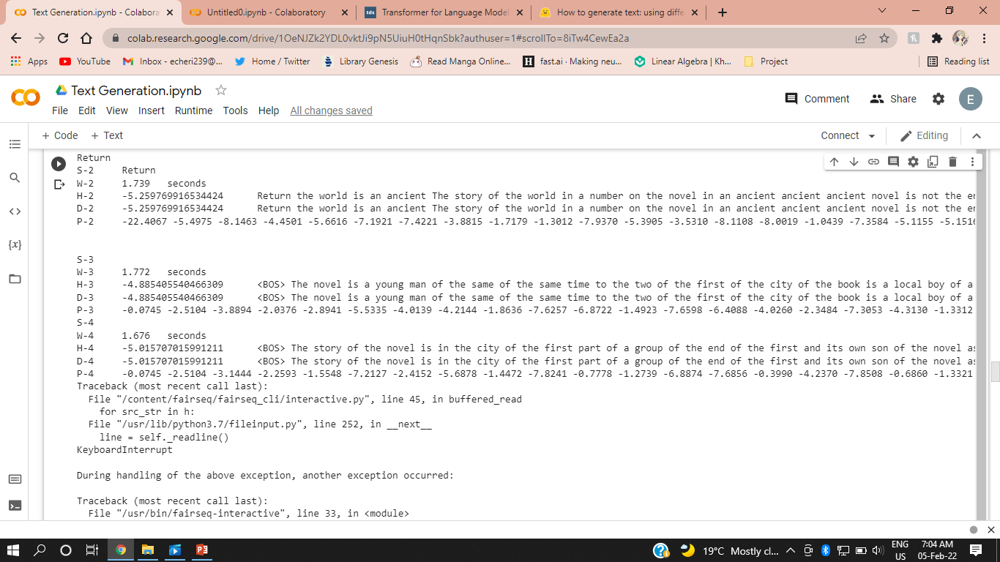 Text Generation.ipynb - Colabora
Untitled0.ipynb - Colaboratory
tds Transformer for Language Model
How to generate text: using diffe
colab.research.google.com/drive/1OeNJZk2YDL0vktJi9pN5UiuH0tHqnSbk?authuser=1#scrollTo=8iTw4CewEa2a
Apps YouTube Inbox - echeri239@... Home / Twitter Library Genesis Read Manga Online... H fast.ai · Making neu... Linear Algebra | Kh... Project Reading list
Text Generation.ipynb
Comment Share E
File Edit View Insert Runtime Tools Help All changes saved
+ Code + Text Connect Editing
Return
S-2 Return
W-2 1.739 seconds
H-2 -5.259769916534424 Return the world is an ancient The story of the world in a number on the novel in an ancient ancient ancient novel is not the en
D-2 -5.259769916534424 Return the world is an ancient The story of the world in a number on the novel in an ancient ancient ancient novel is not the en
P-2 -22.4067 -5.4975 -8.1463 -4.4501 -5.6616 -7.1921 -7.4221 -3.8815 -1.7179 -1.3012 -7.9370 -5.3905 -3.5310 -8.1108 -8.0019 -1.0439 -7.3584 -5.1155 -5.1516
S-3
W-3 1.772 seconds
H-3 -4.885405540466309 <BOS> The novel is a young man of the same of the same time to the two of the first of the city of the book is a local boy of a
D-3 -4.885405540466309 <BOS> The novel is a young man of the same of the same time to the two of the first of the city of the book is a local boy of a
P-3 -0.0745 -2.5104 -3.8894 -2.0376 -2.8941 -5.5335 -4.0139 -4.2144 -1.8636 -7.6257 -6.8722 -1.4923 -7.6598 -6.4088 -4.0260 -2.3484 -7.3053 -4.3130 -1.3312
S-4
W-4 1.676 seconds
H-4 -5.015707015991211 <BOS> The story of the novel is in the city of the first part of a group of the end of the first and its own son of the novel as
D-4 -5.015707015991211 <BOS> The story of the novel is in the city of the first part of a group of the end of the first and its own son of the novel as
P-4 -0.0745 -2.5104 -3.1444 -2.2593 -1.5548 -7.2127 -2.4152 -5.6878 -1.4472 -7.8241 -0.7778 -1.2739 -6.8874 -7.6856 -0.3990 -4.2370 -7.8508 -0.6860 -1.3321
Traceback (most recent call last):
File "/content/fairseq/fairseq_cli/interactive.py", line 45, in buffered_read
for src_str in h:
File "/usr/lib/python3.7/fileinput.py", line 252, in __next__
line = self._readline()
KeyboardInterrupt
During handling of the above exception, another exception occurred:
Traceback (most recent call last):
File "/usr/bin/fairseq-interactive", line 33, in <module>
19°C Mostly cl... ENG 7:04 AM
US 05-Feb-22